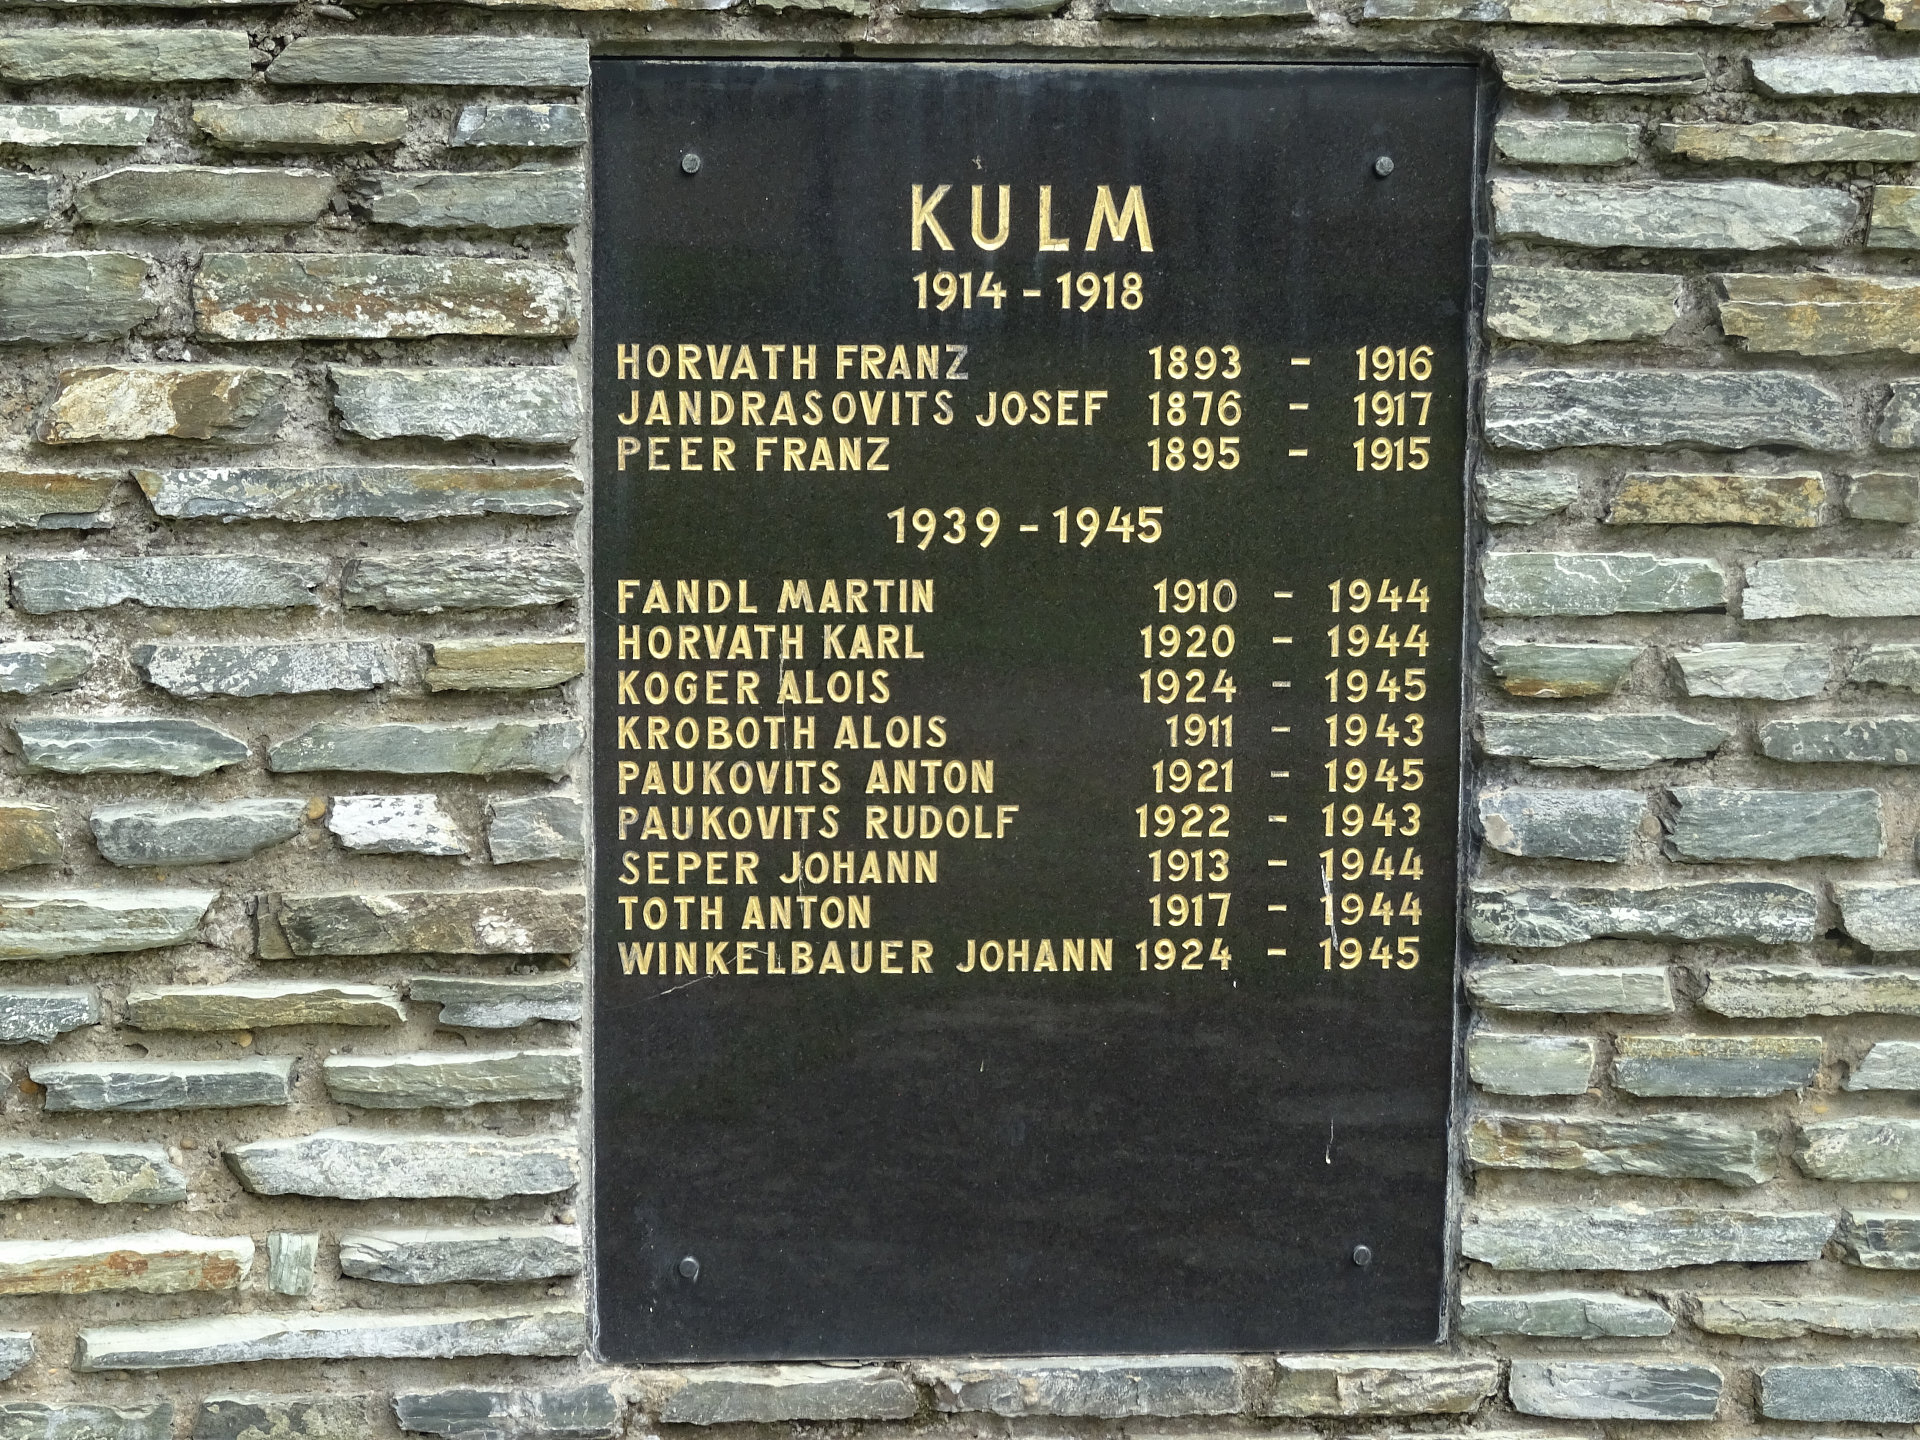 KULM
1914 - 1918
HORVATH FRANZ 1893 - 1916
JANDRASOVITS JOSEF 1876 - 1917
PEER FRANZ 1895 - 1915
1939 - 1945
FANDL MARTIN 1910 - 1944
HORVATH KARL 1920 - 1944
KOGER ALOIS 1924 - 1945
KROBOTH ALOIS 1911 - 1943
PAUKOVITS ANTON 1921 - 1945
PAUKOVITS RUDOLF 1922 - 1943
SEPER JOHANN 1913 - 1944
TOTH ANTON 1917 - 1944
WINKELBAUER JOHANN 1924 - 1945